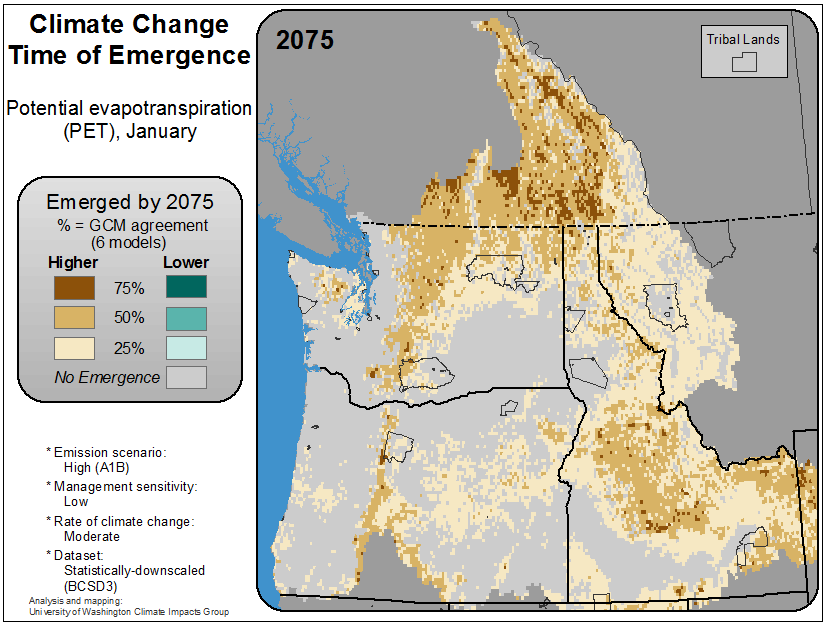 Climate Change
Time of Emergence
Potential evapotranspiration
(PET), January
Emerged by 2075
% = GCM agreement
(6 models)
Higher Lower
75%
50%
25%
No Emergence
* Emission scenario:
High (A1B)
* Management sensitivity:
Low
* Rate of climate change:
Moderate
* Dataset:
Statistically-downscaled
(BCSD3)
Analysis and mapping:
University of Washington Climate Impacts Group
2075
Tribal Lands